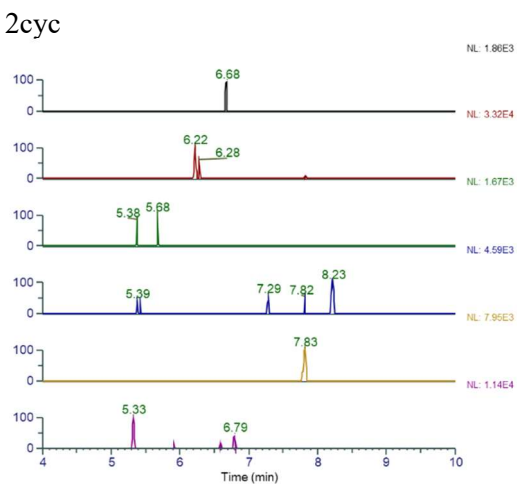 2cyc
NL: 1.86E3
6.68
100
0
NL: 3.32E4
6.22
6.28
100
0
NL: 1.67E3
5.38 5.68
100
0
NL: 4.59E3
5.39 7.29 7.82 8.23
100
0
NL: 7.95E3
7.83
100
0
NL: 1.14E4
5.33 6.79
100
0
4 5 6 7 8 9 10
Time (min)